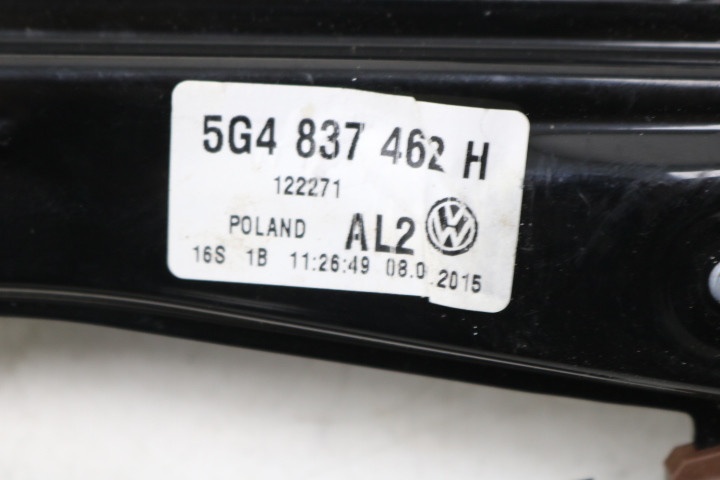 5G4 837 462 H
122271
POLAND AL2
16S 1B 11:26:49 08.0 .2015